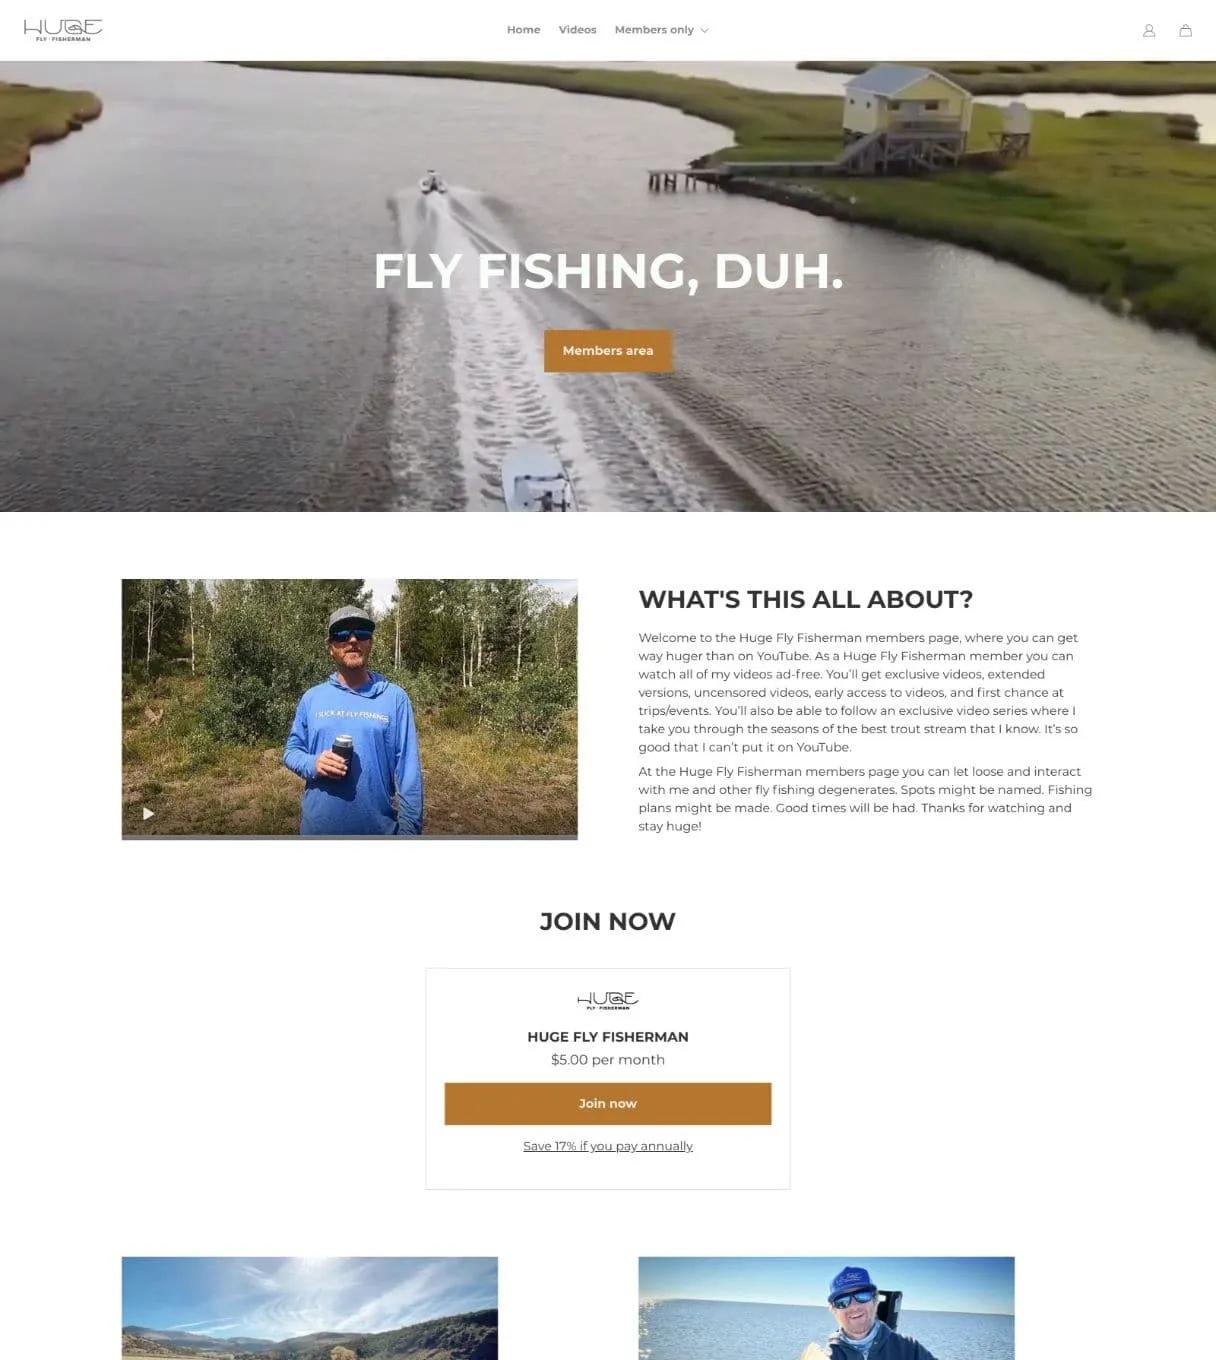 HUGE
FLY · FISHERMAN
Home
Videos
Members only
FLY FISHING, DUH.
Members area
I SUCK AT FLY FISHING
WHAT'S THIS ALL ABOUT?
Welcome to the Huge Fly Fisherman members page, where you can get
way huger than on YouTube. As a Huge Fly Fisherman member you can
watch all of my videos ad-free. You’ll get exclusive videos, extended
versions, uncensored videos, early access to videos, and first chance at
trips/events. You’ll also be able to follow an exclusive video series where I
take you through the seasons of the best trout stream that I know. It’s so
good that I can’t put it on YouTube.
At the Huge Fly Fisherman members page you can let loose and interact
with me and other fly fishing degenerates. Spots might be named. Fishing
plans might be made. Good times will be had. Thanks for watching and
stay huge!
JOIN NOW
HUGE
FLY · FISHERMAN
HUGE FLY FISHERMAN
$5.00 per month
Join now
Save 17% if you pay annually